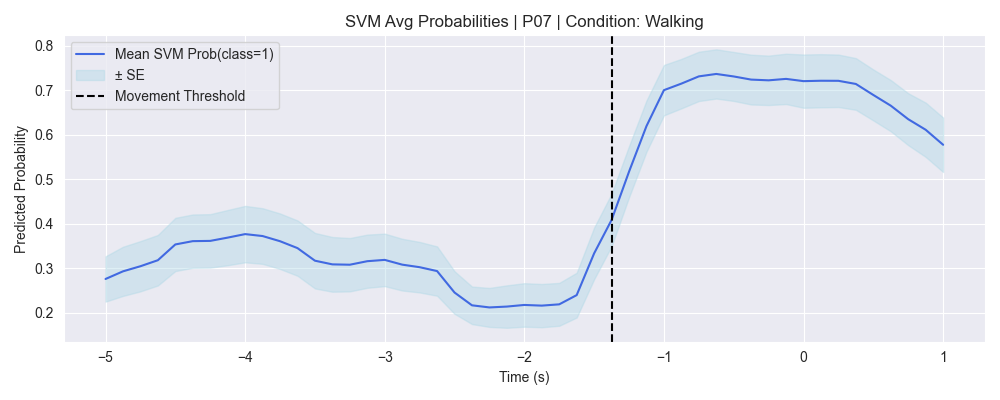 SVM Avg Probabilities | P07 | Condition: Walking
Mean SVM Prob(class=1)
± SE
Movement Threshold
Predicted Probability
0.8
0.7
0.6
0.5
0.4
0.3
0.2
−5
−4
−3
−2
−1
0
1
Time (s)